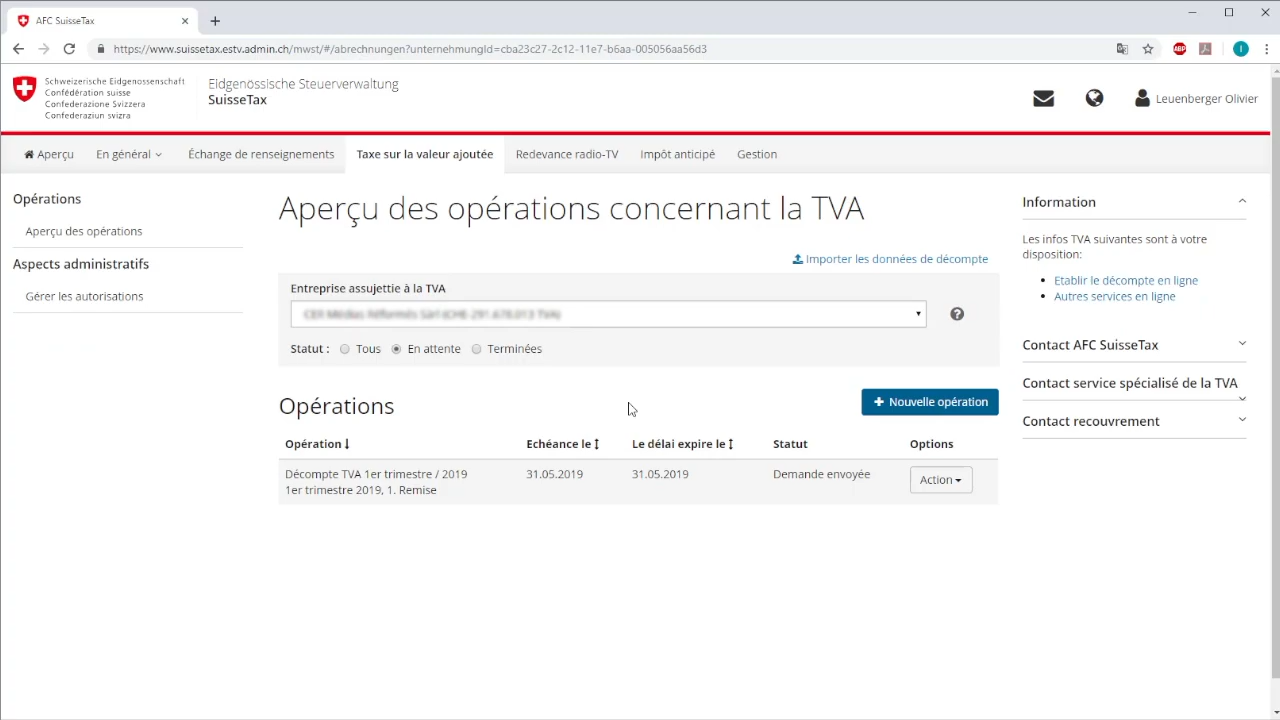 AFC SuisseTax
https://www.suissetax.estv.admin.ch/mwst/#/abrechnungen?unternehmungId=cba23c27-2c12-11e7-b6aa-005056aa56d3
ABP
I
Schweizerische Eidgenossenschaft
Confédération suisse
Confederazione Svizzera
Confederaziun svizra
Eidgenössische Steuerverwaltung
SuisseTax
Leuenberger Olivier
Aperçu
En général
Échange de renseignements
Taxe sur la valeur ajoutée
Redevance radio-TV
Impôt anticipé
Gestion
Opérations
Aperçu des opérations
Aspects administratifs
Gérer les autorisations
Aperçu des opérations concernant la TVA
Importer les données de décompte
Entreprise assujettie à la TVA
Statut : Tous En attente Terminées
Opérations
Nouvelle opération
Opération Echéance le Le délai expire le Statut Options
Décompte TVA 1er trimestre / 2019 31.05.2019 31.05.2019 Demande envoyée Action
1er trimestre 2019, 1. Remise
Information
Les infos TVA suivantes sont à votre
disposition:
Etablir le décompte en ligne
Autres services en ligne
Contact AFC SuisseTax
Contact service spécialisé de la TVA
Contact recouvrement